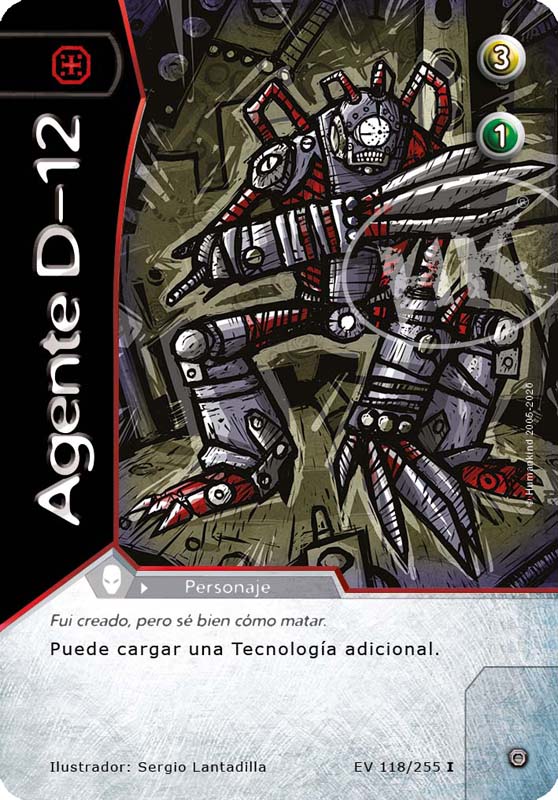 3
1
Agente D-12
® Humankind 2005-2020
Personaje
Fui creado, pero sé bien cómo matar.
Puede cargar una Tecnología adicional.
Ilustrador: Sergio Lantadilla
EV 118/255 I